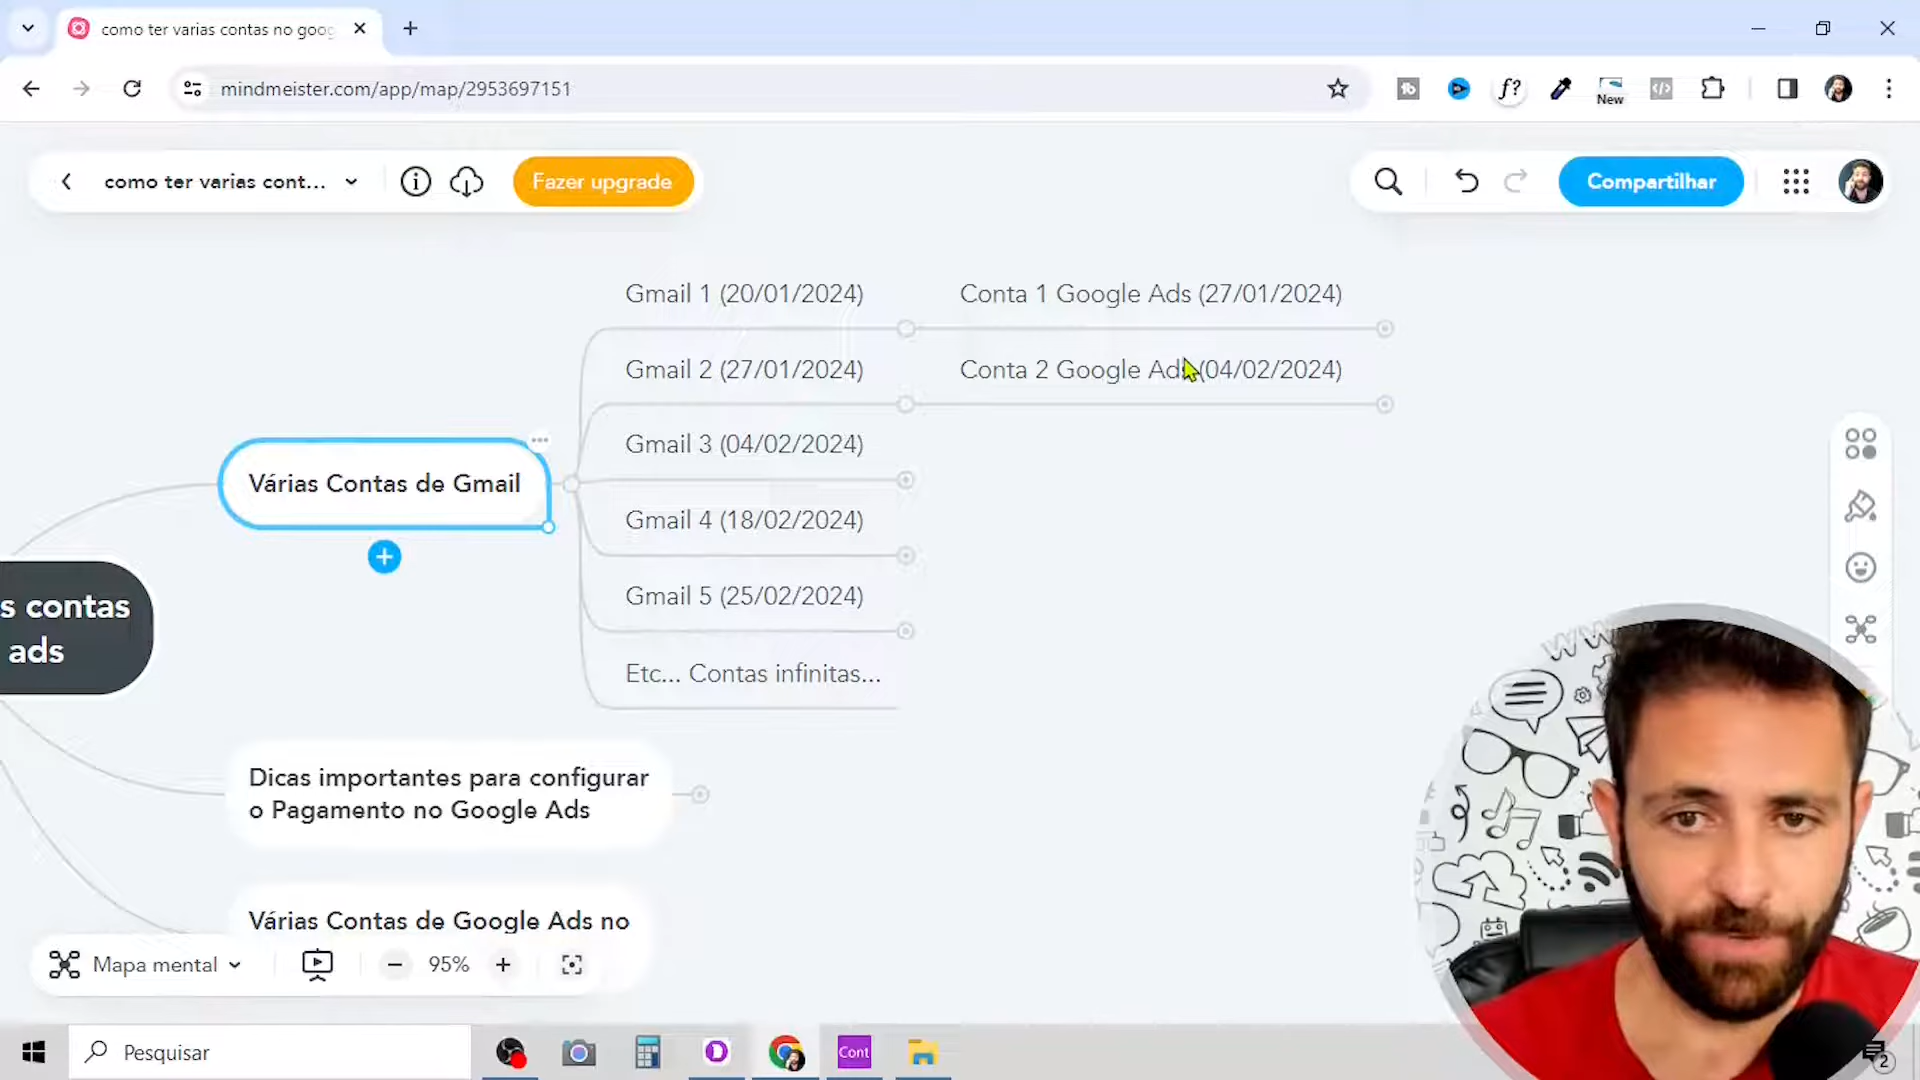 como ter varias contas no goog
mindmeister.com/app/map/2953697151
f?
New
como ter varias cont...
Fazer upgrade
Compartilhar
Gmail 1 (20/01/2024)
Conta 1 Google Ads (27/01/2024)
Gmail 2 (27/01/2024)
Conta 2 Google Ads (04/02/2024)
Gmail 3 (04/02/2024)
Várias Contas de Gmail
Gmail 4 (18/02/2024)
Gmail 5 (25/02/2024)
s contas
ads
Etc... Contas infinitas...
Dicas importantes para configurar
o Pagamento no Google Ads
Várias Contas de Google Ads no
Mapa mental
95%
Pesquisar
Cont
2